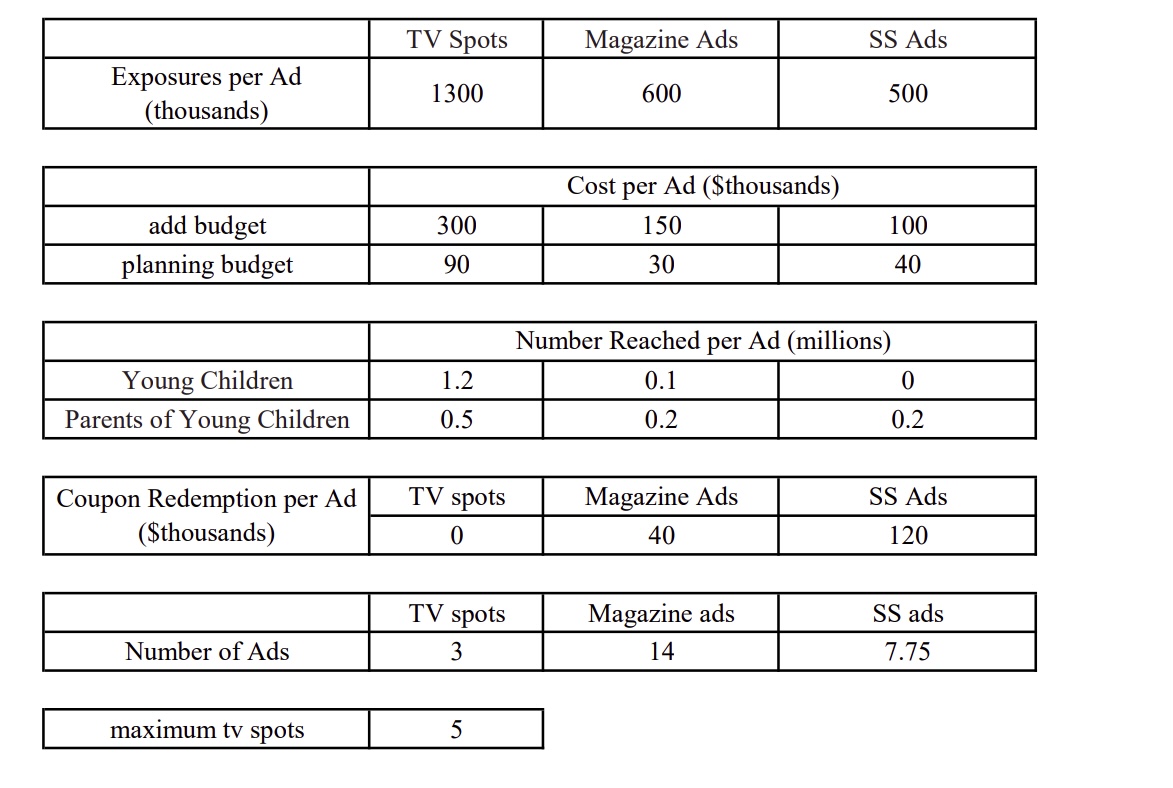 TV Spots Magazine Ads SS Ads
Exposures per Ad
(thousands)
1300 600 500
Cost per Ad ($thousands)
add budget 300 150 100
planning budget 90 30 40
Number Reached per Ad (millions)
Young Children 1.2 0.1 0
Parents of Young Children 0.5 0.2 0.2
Coupon Redemption per Ad
($thousands)
TV spots Magazine Ads SS Ads
0 40 120
TV spots Magazine ads SS ads
Number of Ads 3 14 7.75
maximum tv spots 5